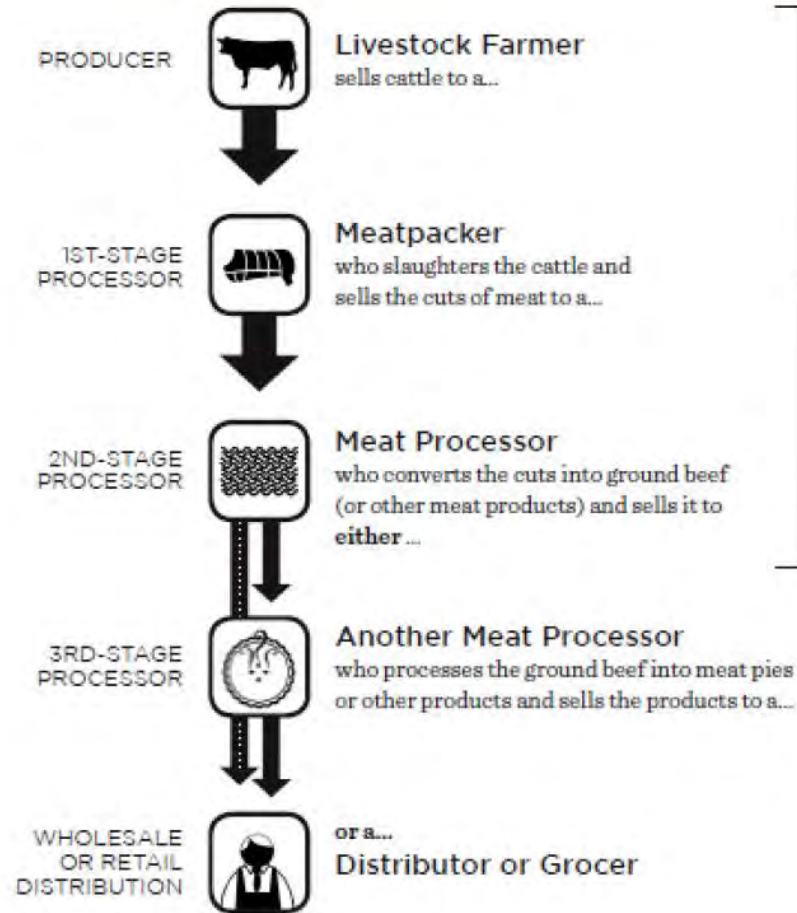 PRODUCER
Livestock Farmer
sells cattle to a...
1ST-STAGE
PROCESSOR
Meatpacker
who slaughters the cattle and
sells the cuts of meat to a...
2ND-STAGE
PROCESSOR
Meat Processor
who converts the cuts into ground beef
(or other meat products) and sells it to
either ...
3RD-STAGE
PROCESSOR
Another Meat Processor
who processes the ground beef into meat pies
or other products and sells the products to a...
WHOLESALE
OR RETAIL
DISTRIBUTION
or a...
Distributor or Grocer